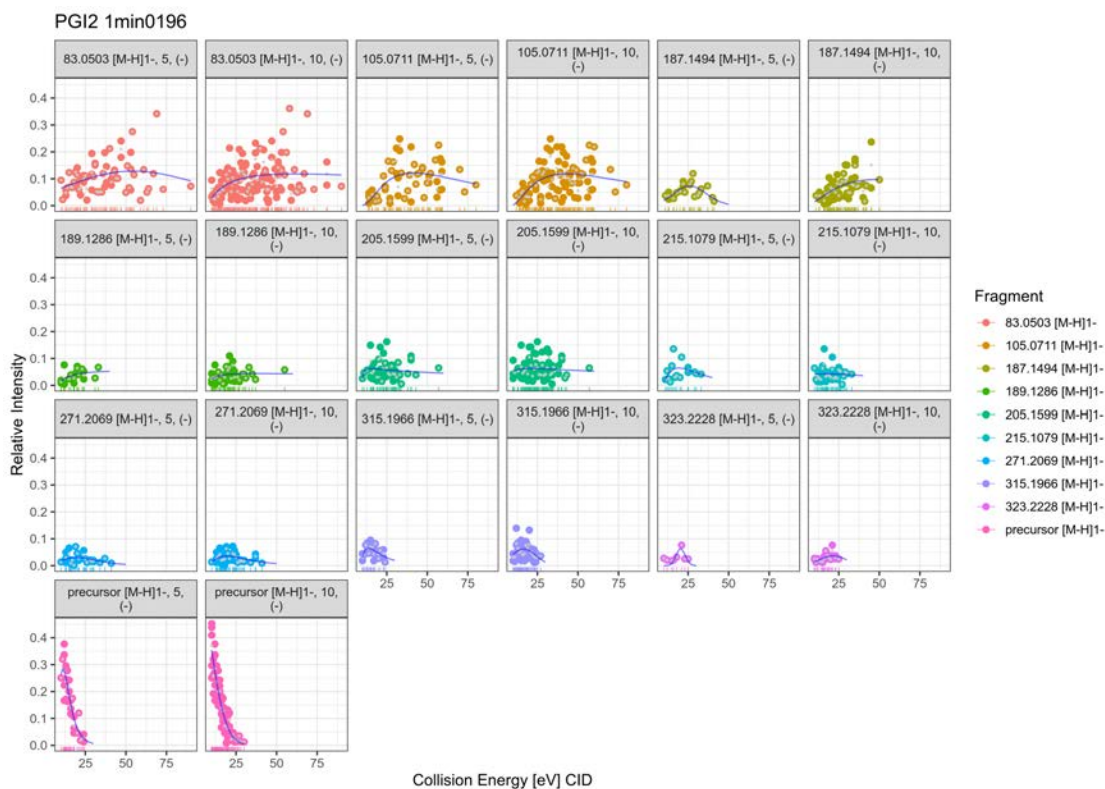 PGI2 1min0196
83.0503 [M-H]1-, 5, (-)
83.0503 [M-H]1-, 10, (-)
105.0711 [M-H]1-, 5, (-)
105.0711 [M-H]1-, 10,
(-)
187.1494 [M-H]1-, 5, (-)
187.1494 [M-H]1-, 10,
(-)
0.4
0.3
0.2
0.1
0.0
189.1286 [M-H]1-, 5, (-)
189.1286 [M-H]1-, 10,
(-)
205.1599 [M-H]1-, 5, (-)
205.1599 [M-H]1-, 10,
(-)
215.1079 [M-H]1-, 5, (-)
215.1079 [M-H]1-, 10,
(-)
0.4
0.3
0.2
0.1
0.0
Relative Intensity
271.2069 [M-H]1-, 5, (-)
271.2069 [M-H]1-, 10,
(-)
315.1966 [M-H]1-, 5, (-)
315.1966 [M-H]1-, 10,
(-)
323.2228 [M-H]1-, 5, (-)
323.2228 [M-H]1-, 10,
(-)
0.4
0.3
0.2
0.1
0.0
25 50 75
25 50 75
25 50 75
25 50 75
precursor [M-H]1-, 5,
(-)
precursor [M-H]1-, 10,
(-)
0.4
0.3
0.2
0.1
0.0
25 50 75
25 50 75
Collision Energy [eV] CID
Fragment
83.0503 [M-H]1-
105.0711 [M-H]1-
187.1494 [M-H]1-
189.1286 [M-H]1-
205.1599 [M-H]1-
215.1079 [M-H]1-
271.2069 [M-H]1-
315.1966 [M-H]1-
323.2228 [M-H]1-
precursor [M-H]1-